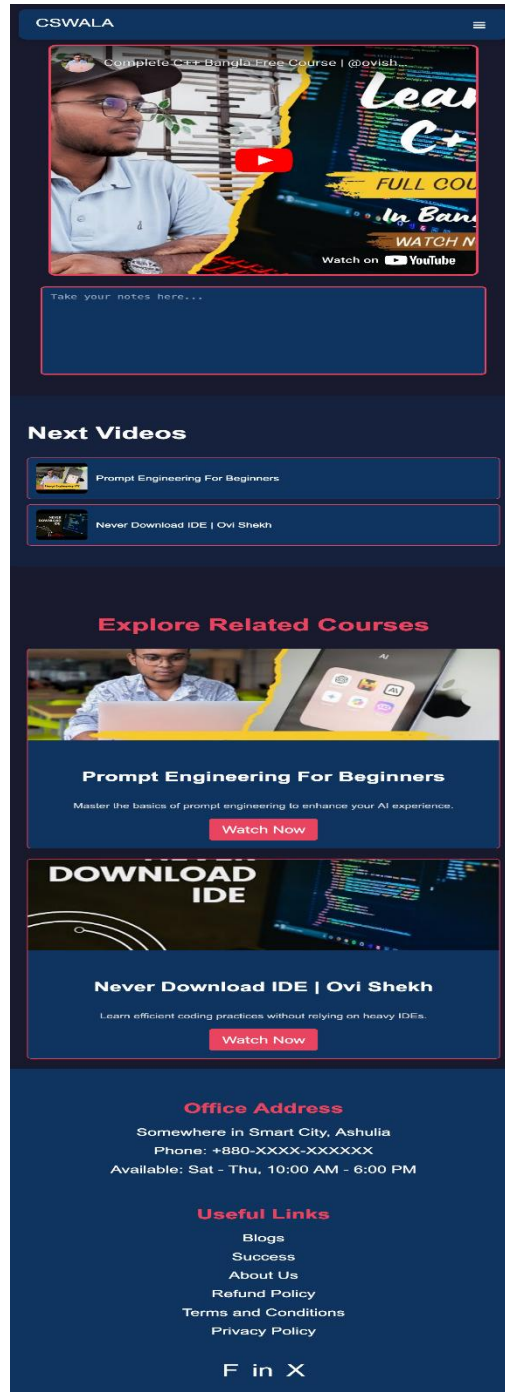 CSWALA
Complete C++ Bangla Free Course | @ovish...
Lear
C+
FULL COU
In Ban
WATCH N
Watch on YouTube
Take your notes here...
Next Videos
Prompt Engineering For Beginners
Never Download IDE | Ovi Shekh
Explore Related Courses
AI
Prompt Engineering For Beginners
Master the basics of prompt engineering to enhance your AI experience.
Watch Now
DOWNLOAD
IDE
Never Download IDE | Ovi Shekh
Learn efficient coding practices without relying on heavy IDEs.
Watch Now
Office Address
Somewhere in Smart City, Ashulia
Phone: +880-XXXX-XXXXXX
Available: Sat - Thu, 10:00 AM - 6:00 PM
Useful Links
Blogs
Success
About Us
Refund Policy
Terms and Conditions
Privacy Policy
F in X